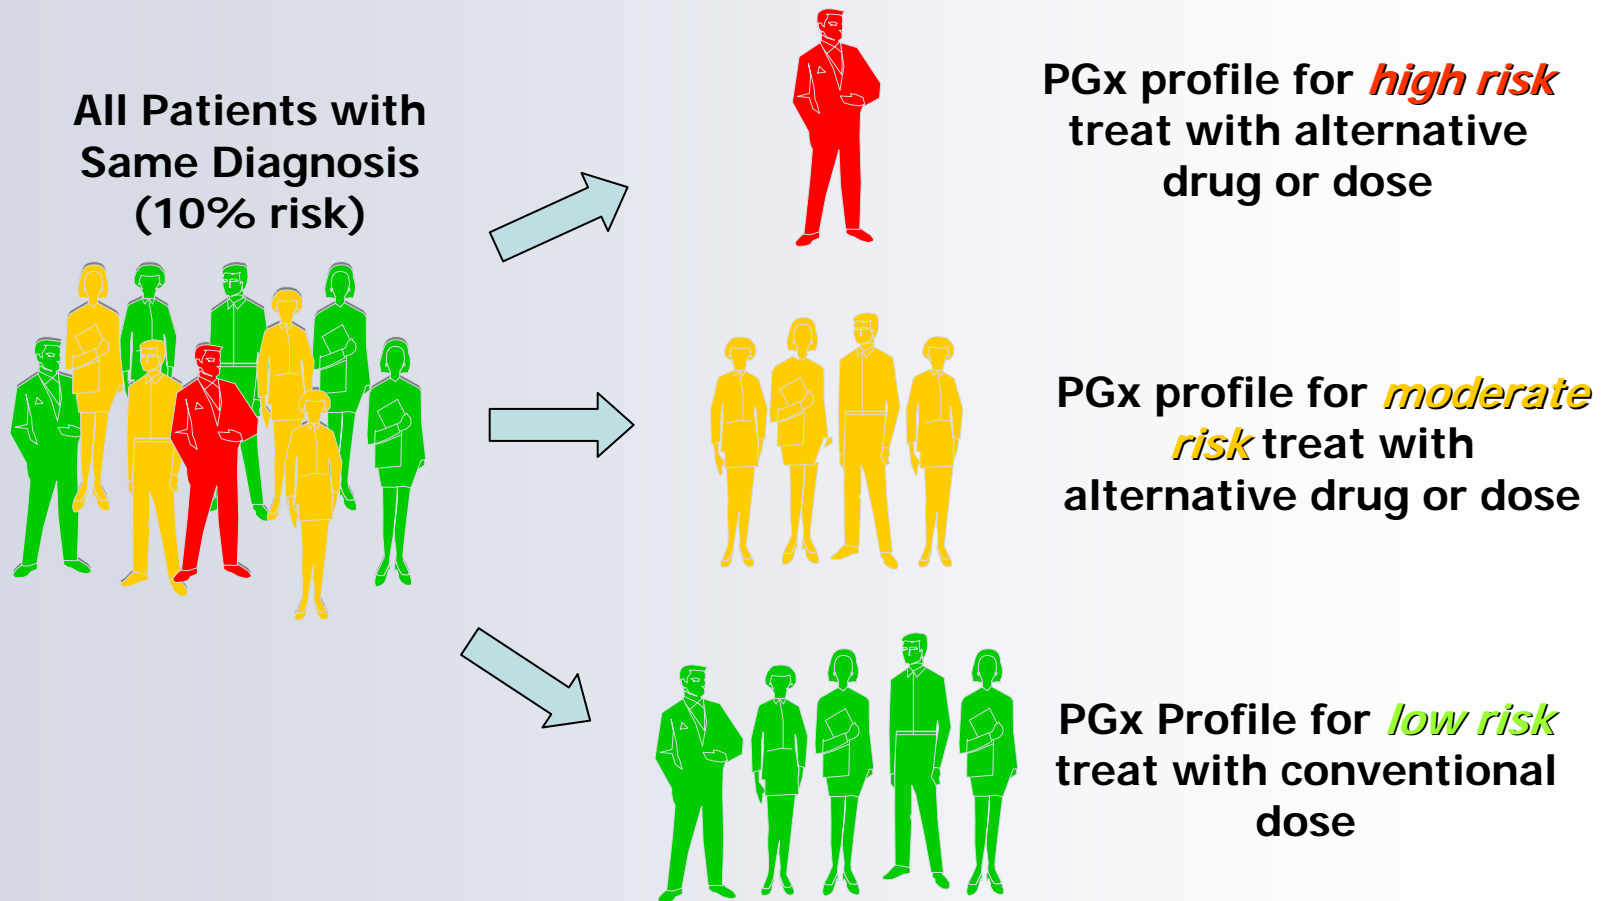 All Patients with
Same Diagnosis
(10% risk)
PGx profile for high risk
treat with alternative
drug or dose
PGx profile for moderate
risk treat with
alternative drug or dose
PGx Profile for low risk
treat with conventional
dose